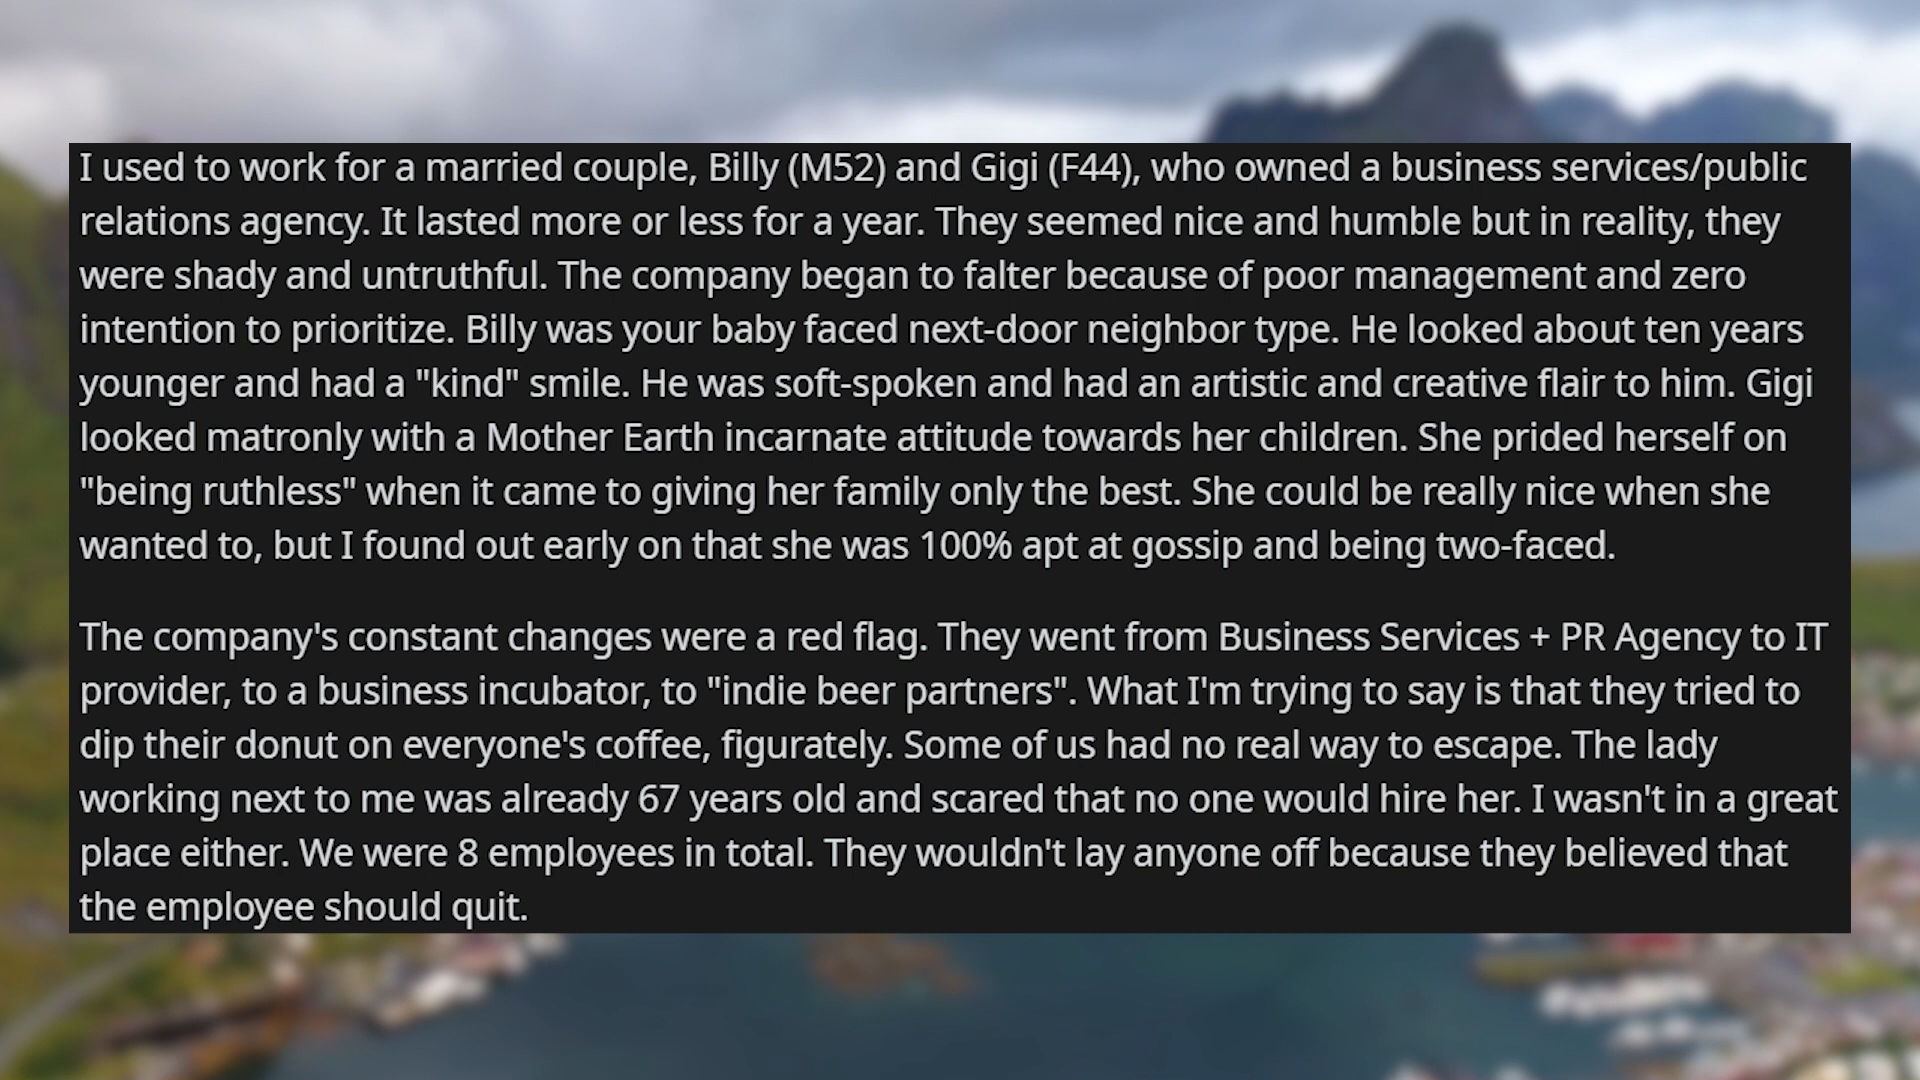 I used to work for a married couple, Billy (M52) and Gigi (F44), who owned a business services/public
relations agency. It lasted more or less for a year. They seemed nice and humble but in reality, they
were shady and untruthful. The company began to falter because of poor management and zero
intention to prioritize. Billy was your baby faced next-door neighbor type. He looked about ten years
younger and had a "kind" smile. He was soft-spoken and had an artistic and creative flair to him. Gigi
looked matronly with a Mother Earth incarnate attitude towards her children. She prided herself on
"being ruthless" when it came to giving her family only the best. She could be really nice when she
wanted to, but I found out early on that she was 100% apt at gossip and being two-faced.
The company's constant changes were a red flag. They went from Business Services + PR Agency to IT
provider, to a business incubator, to "indie beer partners". What I'm trying to say is that they tried to
dip their donut on everyone's coffee, figurately. Some of us had no real way to escape. The lady
working next to me was already 67 years old and scared that no one would hire her. I wasn't in a great
place either. We were 8 employees in total. They wouldn't lay anyone off because they believed that
the employee should quit.